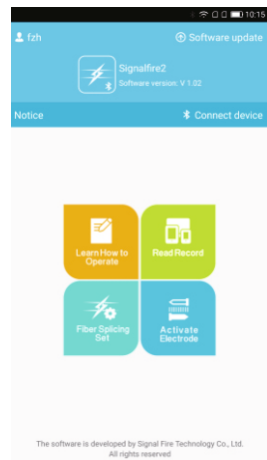 10:15
fzh
Software update
Signalfire2
Software version: V 1.02
Notice
Connect device
Learn How to
Operate
Read Record
Fiber Splicing
Set
Activate
Electrode
The software is developed by Signal Fire Technology Co., Ltd.
All rights reserved